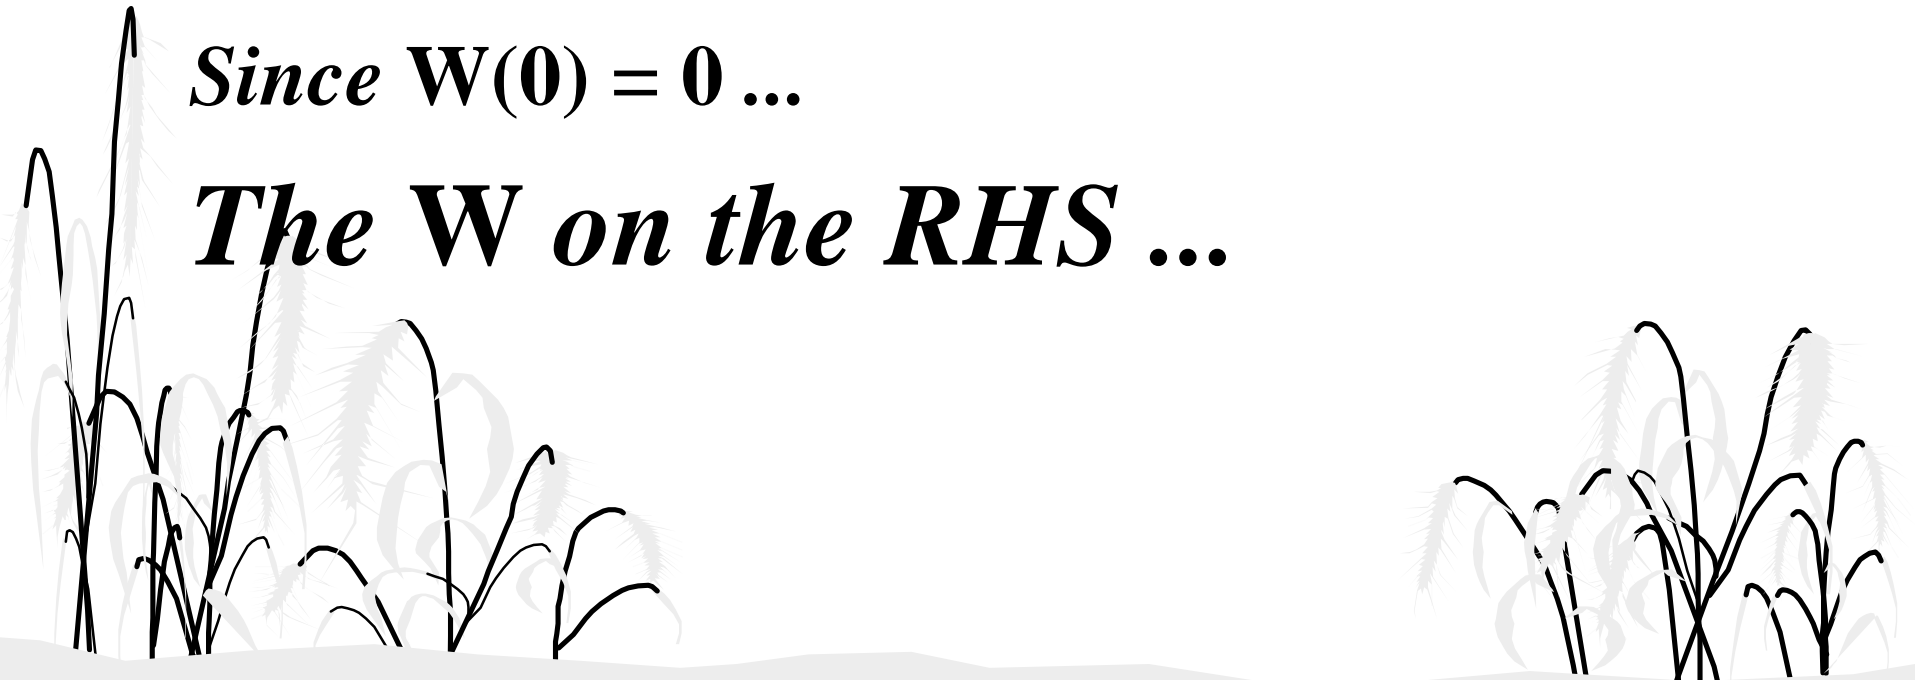 Since W(0) = 0 ...
The W on the RHS ...